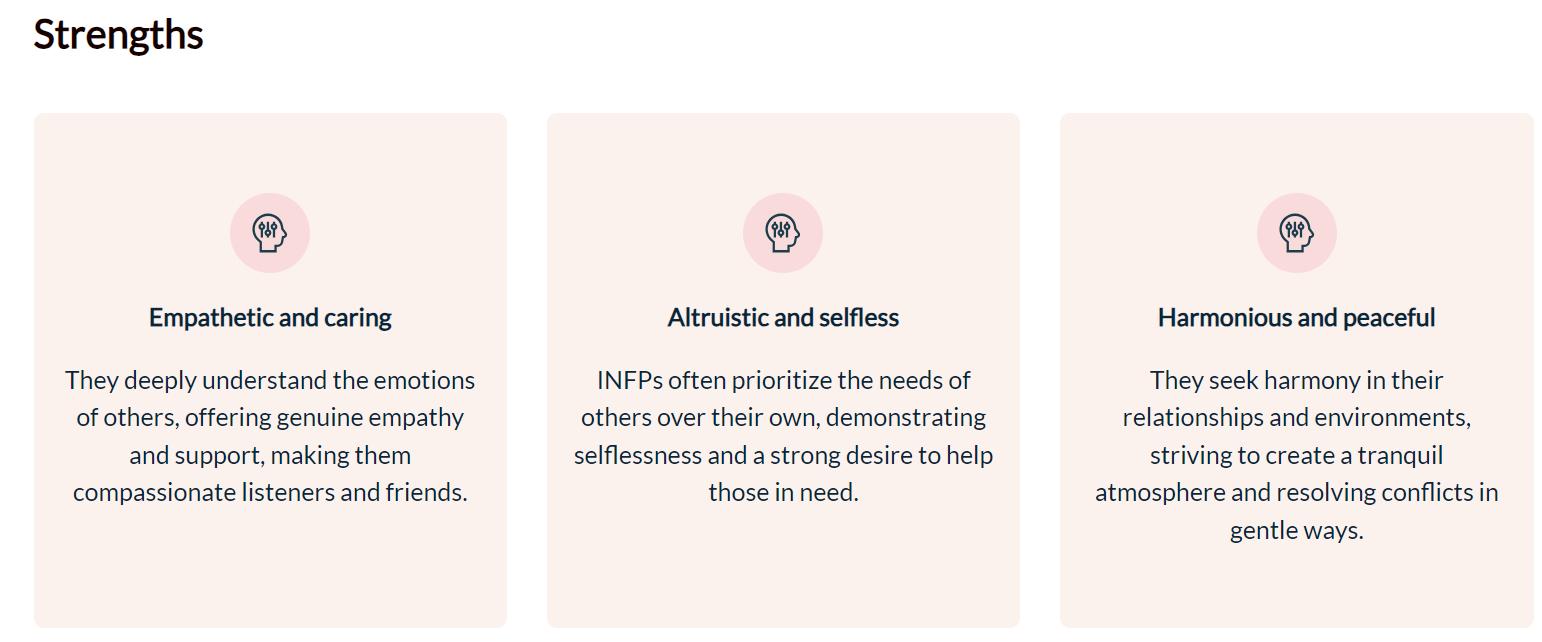 Strengths
Empathetic and caring
They deeply understand the emotions
of others, offering genuine empathy
and support, making them
compassionate listeners and friends.
Altruistic and selfless
INFPs often prioritize the needs of
others over their own, demonstrating
selflessness and a strong desire to help
those in need.
Harmonious and peaceful
They seek harmony in their
relationships and environments,
striving to create a tranquil
atmosphere and resolving conflicts in
gentle ways.